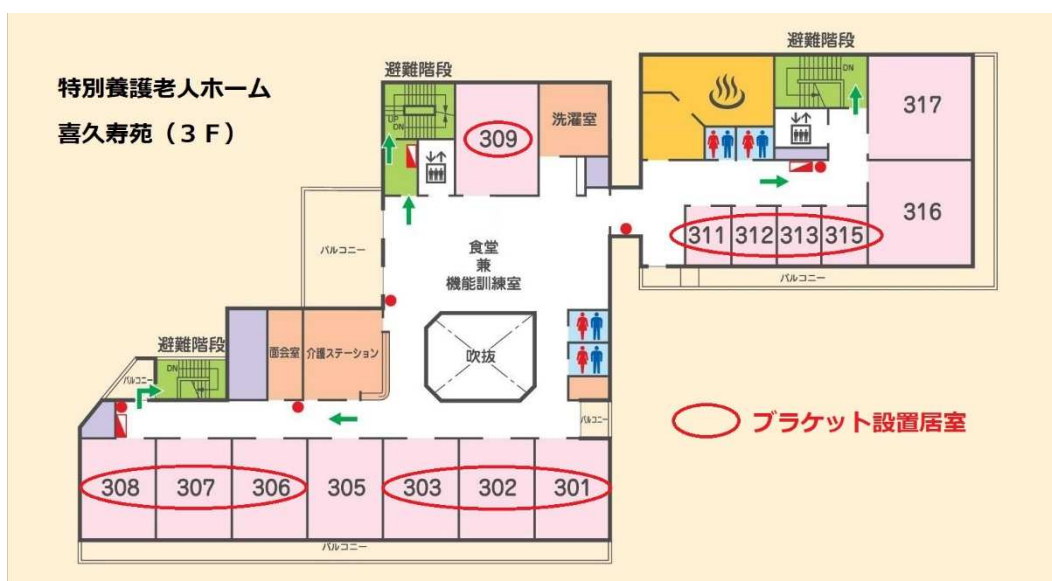 特別養護老人ホーム
喜久寿苑（３Ｆ）
避難階段
避難階段
UP
DN
309
洗濯室
DN
317
316
311
312
313
315
バルコニー
バルコニー
食堂
兼
機能訓練室
吹抜
避難階段
DN
バルコニー
面会室
介護ステーション
バルコニー
ブラケット設置居室
308
307
306
305
303
302
301
バルコニー